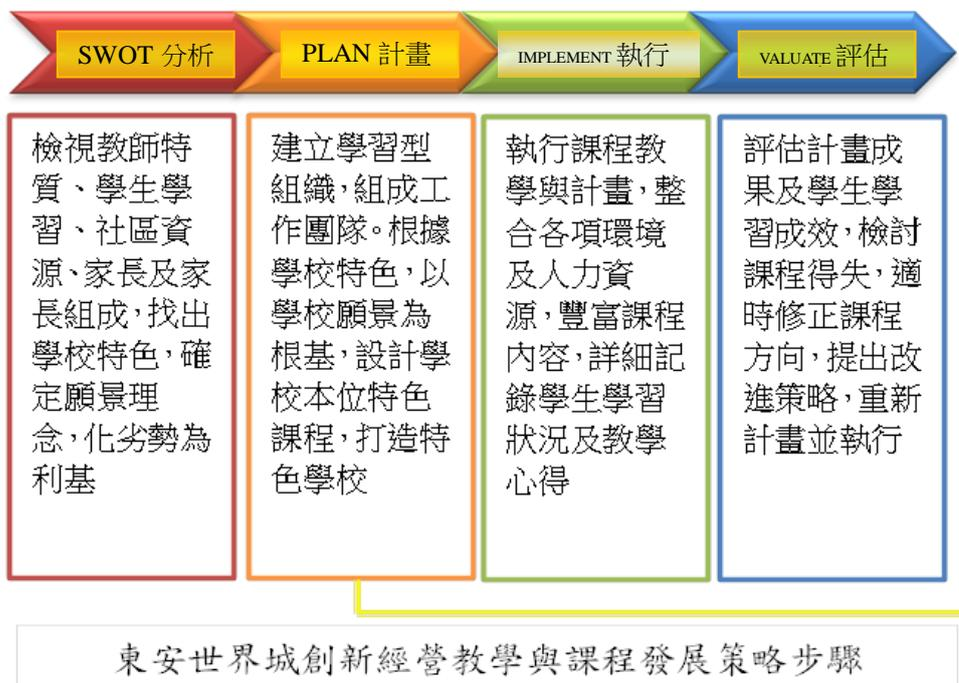 SWOT 分析
PLAN 計畫
IMPLEMENT 執行
VALUATE 評估
檢視教師特
質、學生學
習、社區資
源、家長及家
長組成，找出
學校特色，確
定願景理
念，化劣勢為
利基
建立學習型
組織，組成工
作團隊。根據
學校特色，以
學校願景為
根基，設計學
校本位特色
課程，打造特
色學校
執行課程教
學與計畫，整
合各項環境
及人力資
源，豐富課程
內容，詳細記
錄學生學習
狀況及教學
心得
評估計畫成
果及學生學
習成效，檢討
課程得失，適
時修正課程
方向，提出改
進策略，重新
計畫並執行
東安世界城創新經營教學與課程發展策略步驟